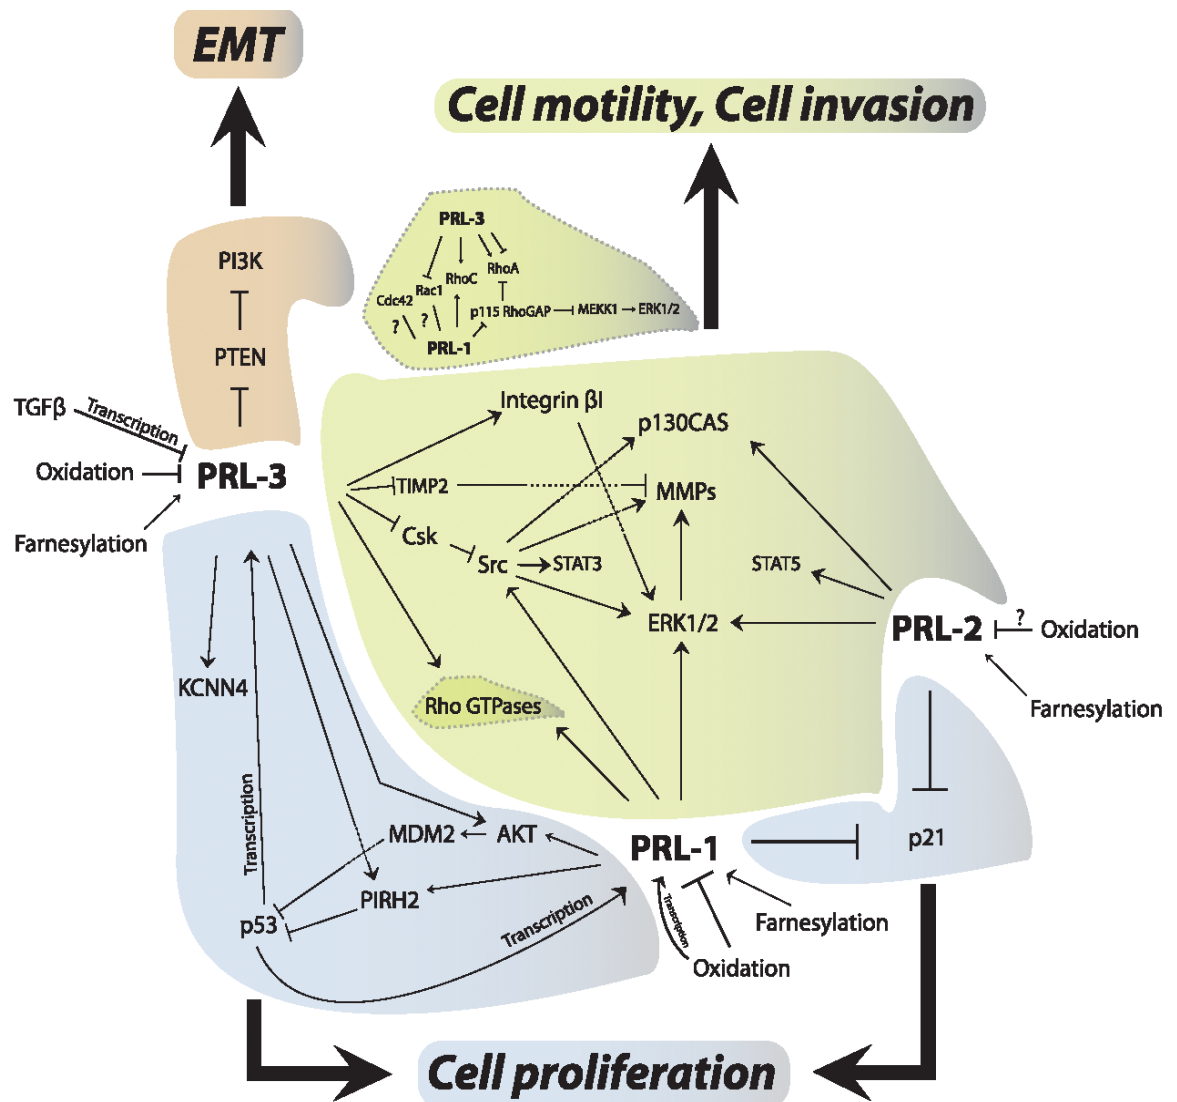 EMT
Cell motility, Cell invasion
PRL-3
RhoC
RhoA
Rac1
Cdc42
?
?
p115 RhoGAP
MEKK1
ERK1/2
PRL-1
PI3K
PTEN
TGFβ
Transcription
Oxidation
PRL-3
Farnesylation
Integrin βI
p130CAS
TIMP2
MMPs
Csk
Src
STAT3
STAT5
ERK1/2
PRL-2
?
Oxidation
Farnesylation
KCNN4
Rho GTPases
Transcription
MDM2
AKT
PRL-1
p21
PIRH2
p53
Transcription
Transcription
Farnesylation
Oxidation
Cell proliferation